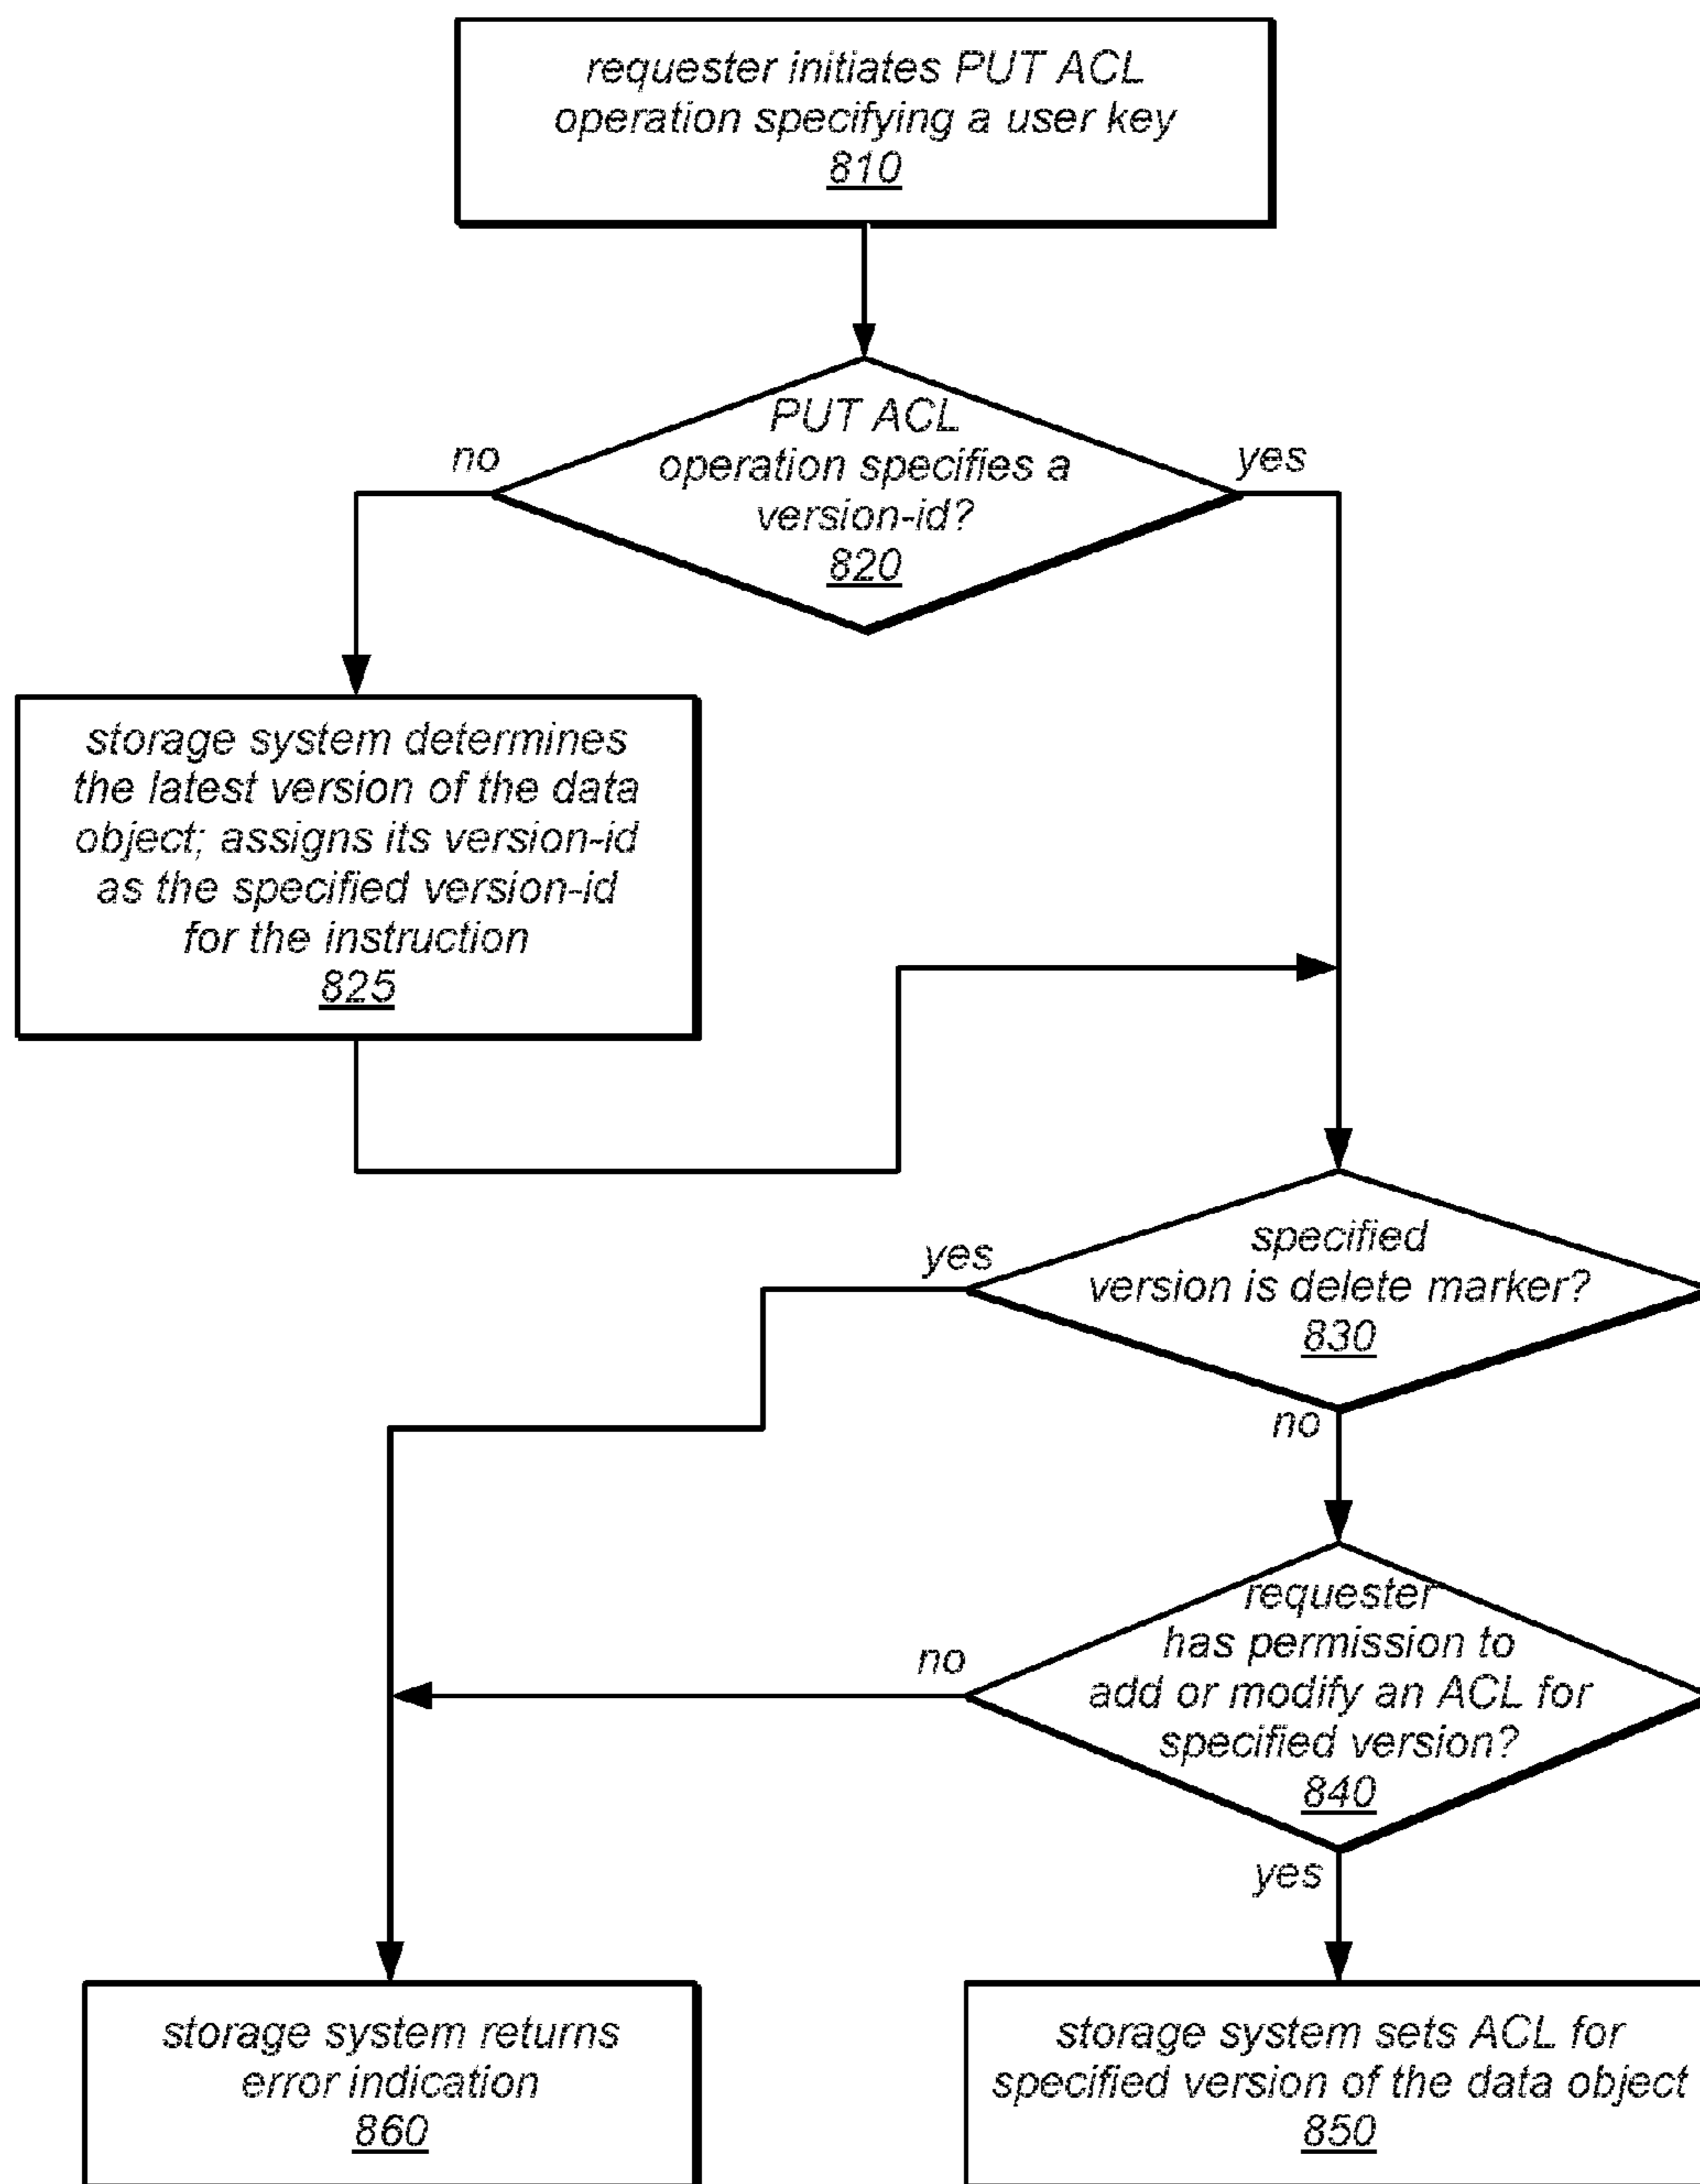 requester initiates PUT ACL
operation specifying a user key
810
PUT ACL
operation specifies a
version-id?
820
no
yes
storage system determines
the latest version of the data
object; assigns its version-id
as the specified version-id
for the instruction
825
specified
version is delete marker?
830
yes
no
requester
has permission to
add or modify an ACL for
specified version?
840
no
yes
storage system returns
error indication
860
storage system sets ACL for
specified version of the data object
850